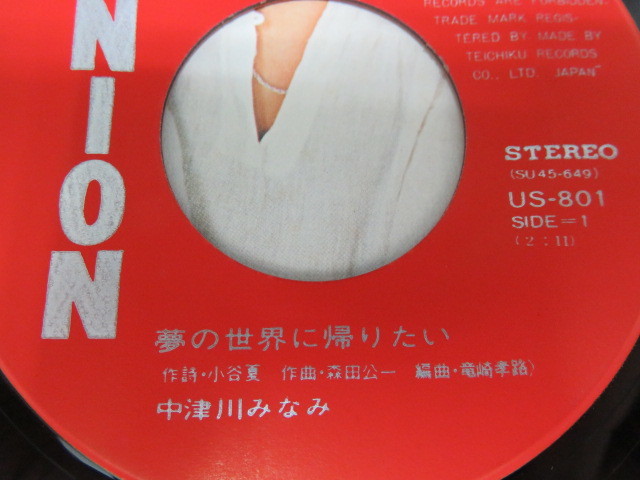 NION
RECORDS ARE FORBIDDEN.
TRADE MARK REGIS-
TERED BY. MADE BY
TEICHIKU RECORDS
CO., LTD. JAPAN"
STEREO
(SU45-649)
US-801
SIDE=1
(2:11)
夢の世界に帰りたい
作詩・小谷夏 作曲・森田公一 編曲・竜崎孝路)
中津川みなみ